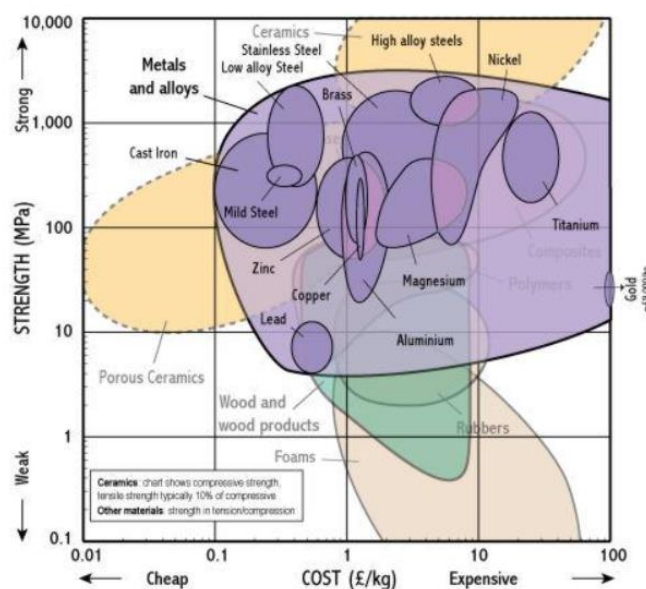 10,000
1,000
100
10
1
0.1
Strong
STRENGTH (MPa)
Weak
Ceramics
Stainless Steel
Low alloy Steel
High alloy steels
Nickel
Metals
and alloys
Brass
Cast Iron
Mild Steel
Titanium
Zinc
Composites
Magnesium
Polymers
Copper
Gold
Lead
Aluminium
Porous Ceramics
Wood and
wood products
Rubbers
Foams
Ceramics: chart shows compressive strength,
tensile strength typically 10% of compressive
Other materials: strength in tension/compression
0.01
0.1
1
10
100
Cheap
COST (£/kg)
Expensive